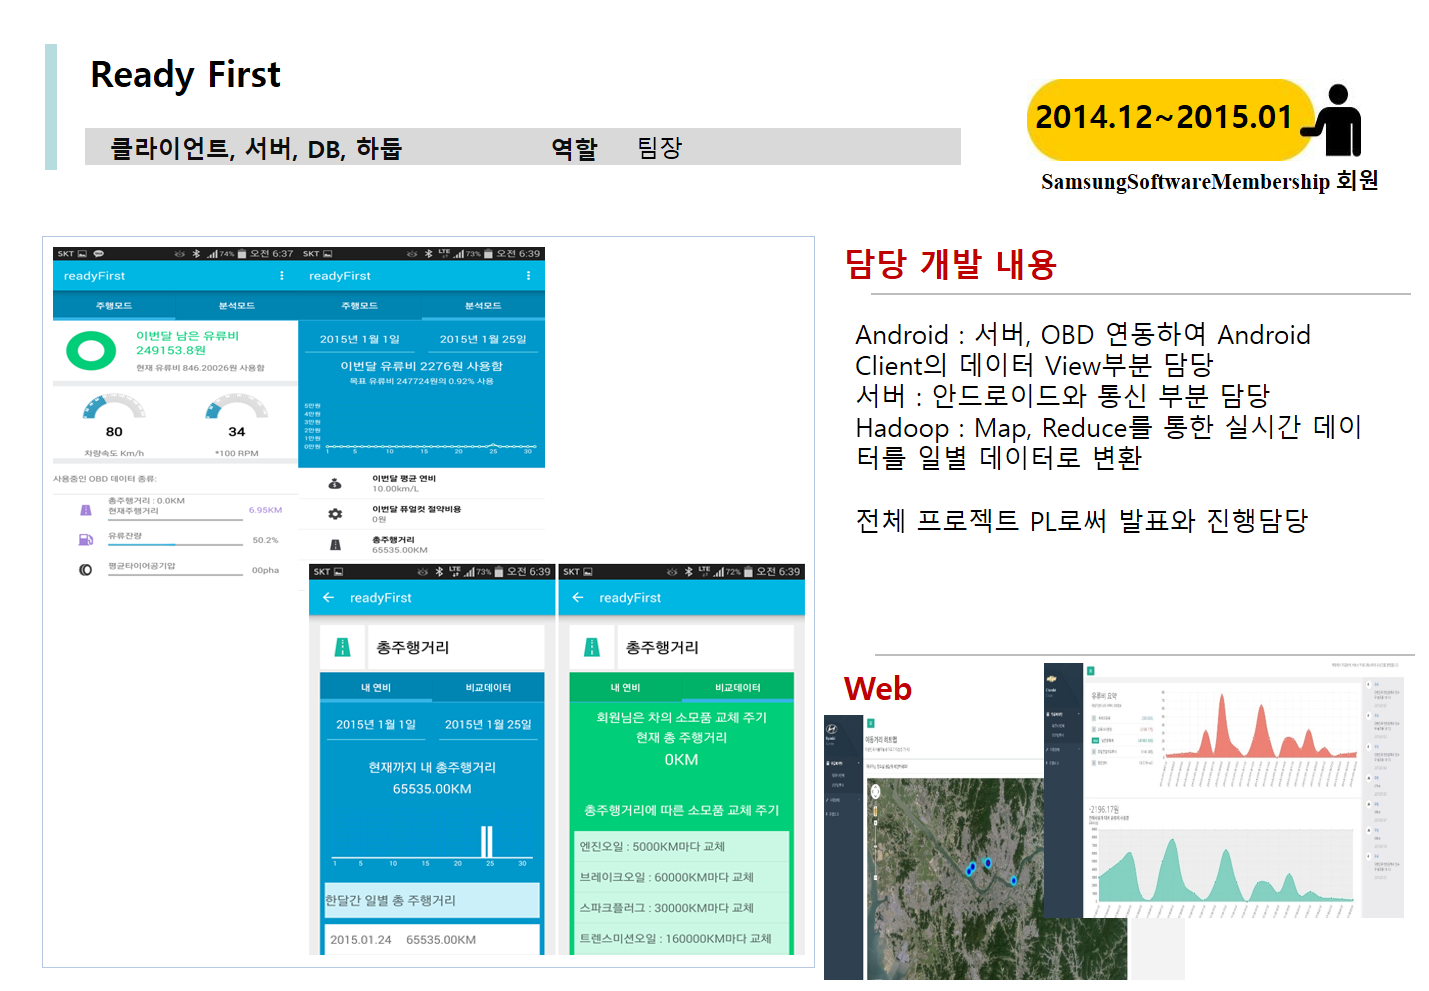 Ready First
클라이언트, 서버, DB, 하둡 역할 팀장
2014.12~2015.01
SamsungSoftwareMembership 회원
SKT 74% 오전 6:37
readyFirst
주행모드 분석모드
이번달 남은 유류비
249153.8원
현재 유류비 846.20026원 사용함
80 34
차량속도 Km/h *100 RPM
사용중인 OBD 데이터 종류:
총주행거리 : 0.0KM
현재주행거리 6.95KM
유류잔량 50.2%
평균타이어공기압 00pha
SKT LTE 73% 오전 6:39
readyFirst
주행모드 분석모드
2015년 1월 1일 2015년 1월 25일
이번달 유류비 2276원 사용함
목표 유류비 247724원의 0.92% 사용
5만원
4만원
3만원
2만원
1만원
0만원
1 5 10 15 20 25 30
이번달 평균 연비
10.00km/L
이번달 퓨얼컷 절약비용
0원
총주행거리
65535.00KM
SKT LTE 73% 오전 6:39
readyFirst
총주행거리
내 연비 비교데이터
2015년 1월 1일 2015년 1월 25일
현재까지 내 총주행거리
65535.00KM
1 5 10 15 20 25 30
한달간 일별 총 주행거리
2015.01.24 65535.00KM
SKT LTE 72% 오전 6:39
readyFirst
총주행거리
내 연비 비교데이터
회원님은 차의 소모품 교체 주기
현재 총 주행거리
0KM
총주행거리에 따른 소모품 교체 주기
엔진오일 : 5000KM마다 교체
브레이크오일 : 60000KM마다 교체
스파크플러그 : 30000KM마다 교체
트렌스미션오일 : 160000KM마다 교체
담당 개발 내용
Android : 서버, OBD 연동하여 Android
Client의 데이터 View부분 담당
서버 : 안드로이드와 통신 부분 담당
Hadoop : Map, Reduce를 통한 실시간 데이
터를 일별 데이터로 변환
전체 프로젝트 PL로써 발표와 진행담당
Web
이동거리 히트맵
유류비 요약
-2196.17원